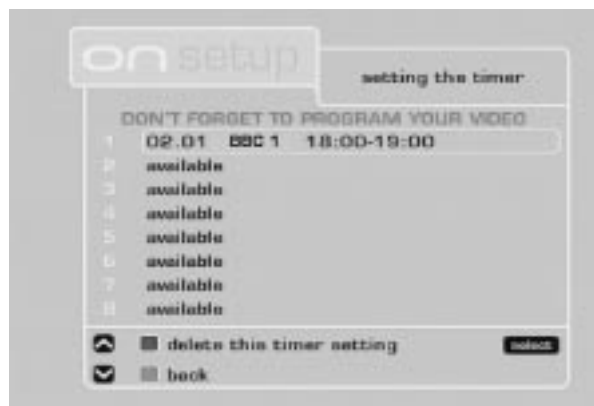 on setup
setting the timer
DON'T FORGET TO PROGRAM YOUR VIDEO
1 02.01 BBC 1 18:00-19:00
2 available
3 available
4 available
5 available
6 available
7 available
8 available
delete this timer setting select
back